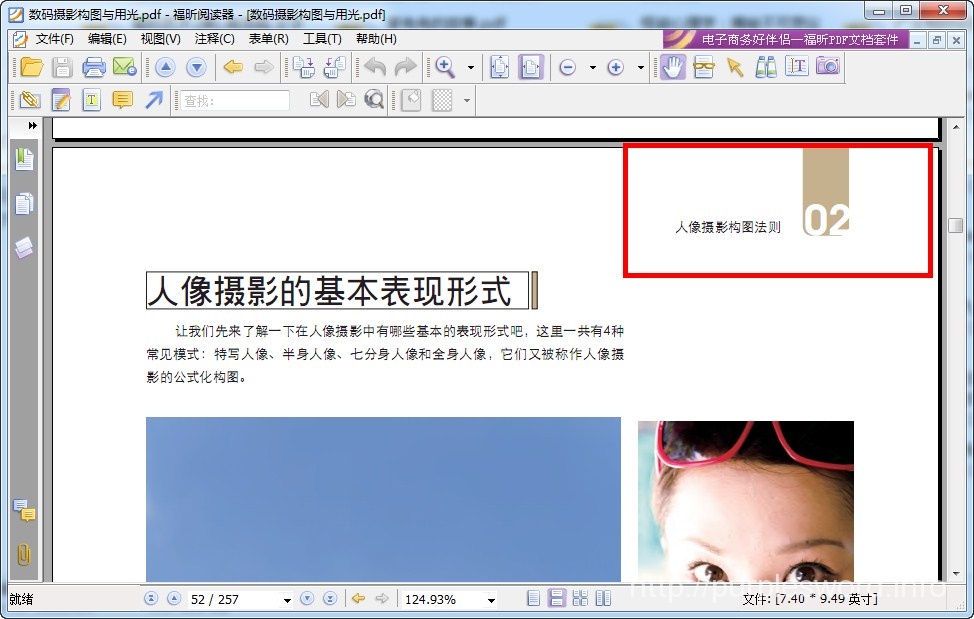 数码摄影构图与用光.pdf - 福昕阅读器 - [数码摄影构图与用光.pdf]
文件(F) 编辑(E) 视图(V) 注释(C) 表单(R) 工具(T) 帮助(H)
电子商务好伴侣—福昕PDF文档套件
查找:
人像摄影构图法则
02
人像摄影的基本表现形式
让我们先来了解一下在人像摄影中有哪些基本的表现形式吧，这里一共有4种
常见模式：特写人像、半身人像、七分身人像和全身人像，它们又被称作人像摄
影的公式化构图。
就绪
52 / 257
124.93%
文件: [7.40 * 9.49 英寸]